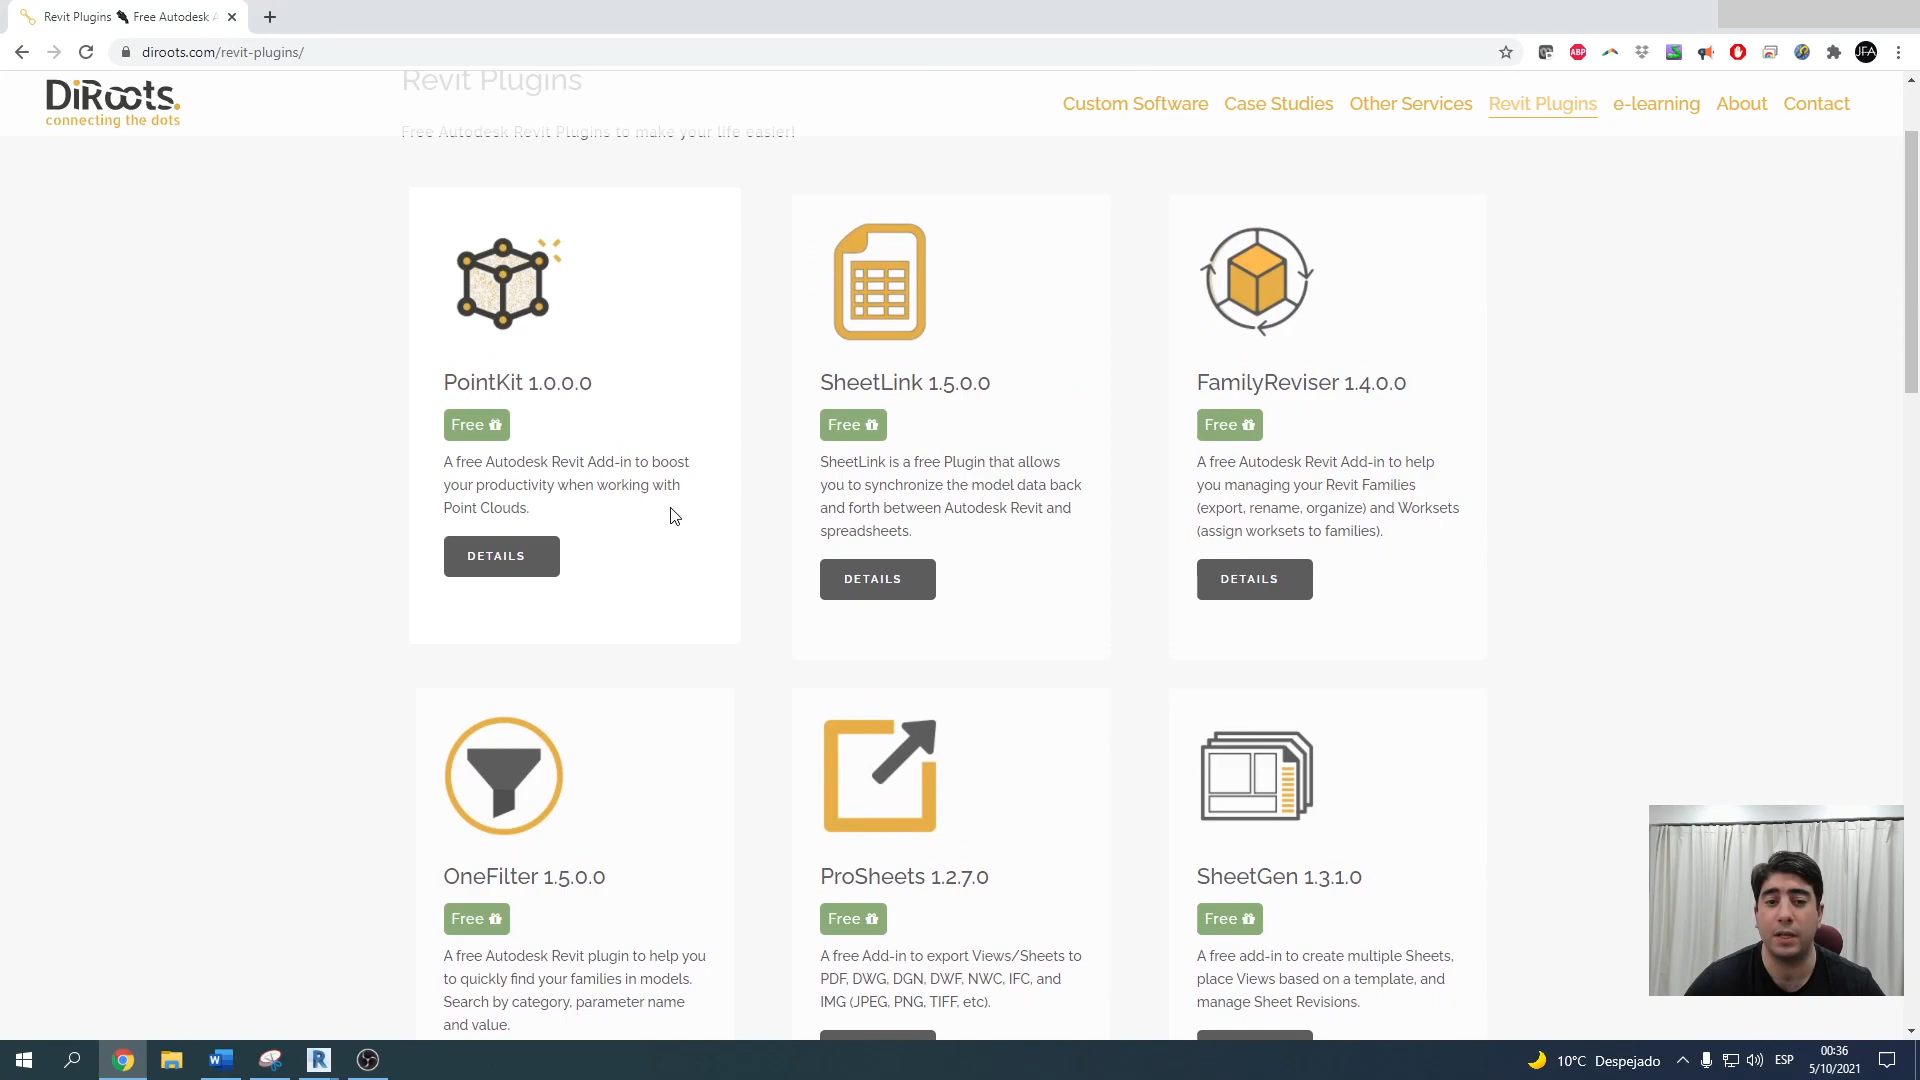 Revit Plugins Free Autodesk
diroots.com/revit-plugins/
ABP
JFA
DiRoots.
connecting the dots
Custom Software
Case Studies
Other Services
Revit Plugins
e-learning
About
Contact
Revit Plugins
Free Autodesk Revit Plugins to make your life easier!
PointKit 1.0.0.0
Free
A free Autodesk Revit Add-in to boost
your productivity when working with
Point Clouds.
DETAILS
SheetLink 1.5.0.0
Free
SheetLink is a free Plugin that allows
you to synchronize the model data back
and forth between Autodesk Revit and
spreadsheets.
DETAILS
FamilyReviser 1.4.0.0
Free
A free Autodesk Revit Add-in to help
you managing your Revit Families
(export, rename, organize) and Worksets
(assign worksets to families).
DETAILS
OneFilter 1.5.0.0
Free
A free Autodesk Revit plugin to help you
to quickly find your families in models.
Search by category, parameter name
and value.
ProSheets 1.2.7.0
Free
A free Add-in to export Views/Sheets to
PDF, DWG, DGN, DWF, NWC, IFC, and
IMG (JPEG, PNG, TIFF, etc).
SheetGen 1.3.1.0
Free
A free add-in to create multiple Sheets,
place Views based on a template, and
manage Sheet Revisions.
10°C Despejado
ESP
00:36
5/10/2021